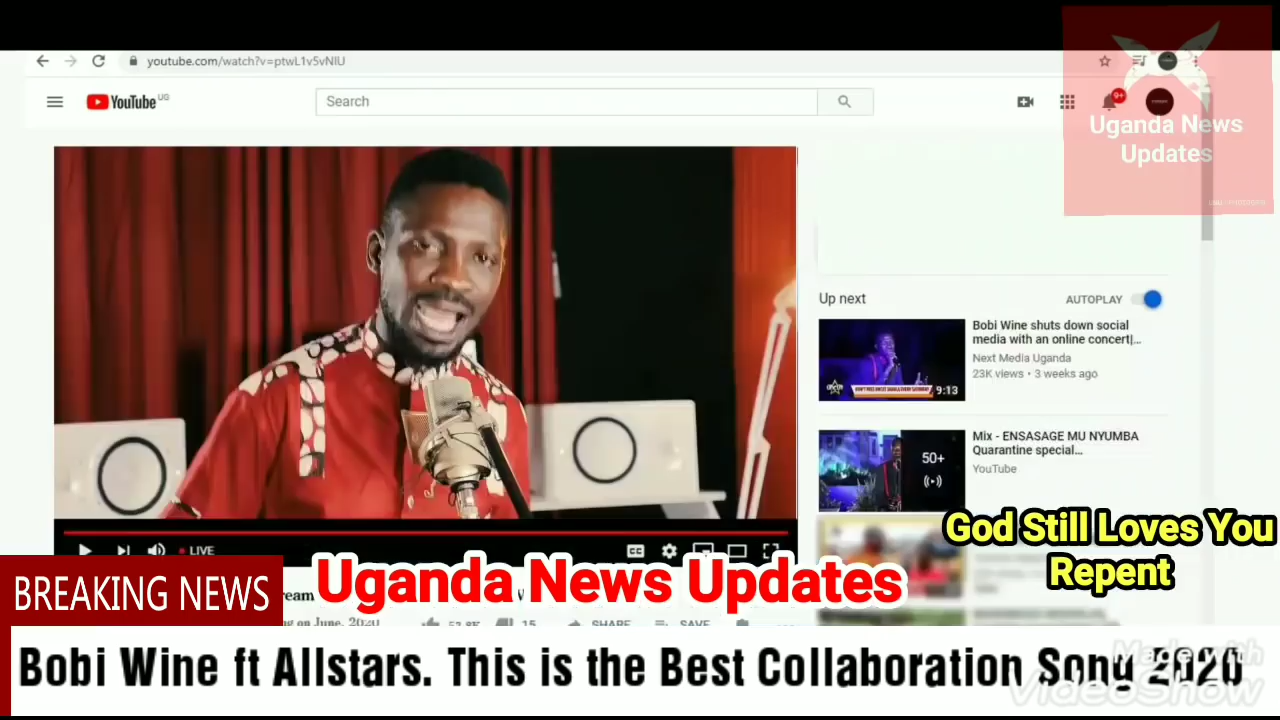 youtube.com/watch?v=ptwL1v5vNIU
YouTube UG
Search
9+
Uganda News
Updates
Up next
AUTOPLAY
Bobi Wine shuts down social
media with an online concert|...
Next Media Uganda
23K views • 3 weeks ago
9:13
Mix - ENSASAGE MU NYUMBA
Quarantine special...
YouTube
50+
God Still Loves You
Repent
LIVE
CC
BREAKING NEWS
Uganda News Updates
SHARE
SAVE
Bobi Wine ft Allstars. This is the Best Collaboration Song 2020
Made with
VideoShow